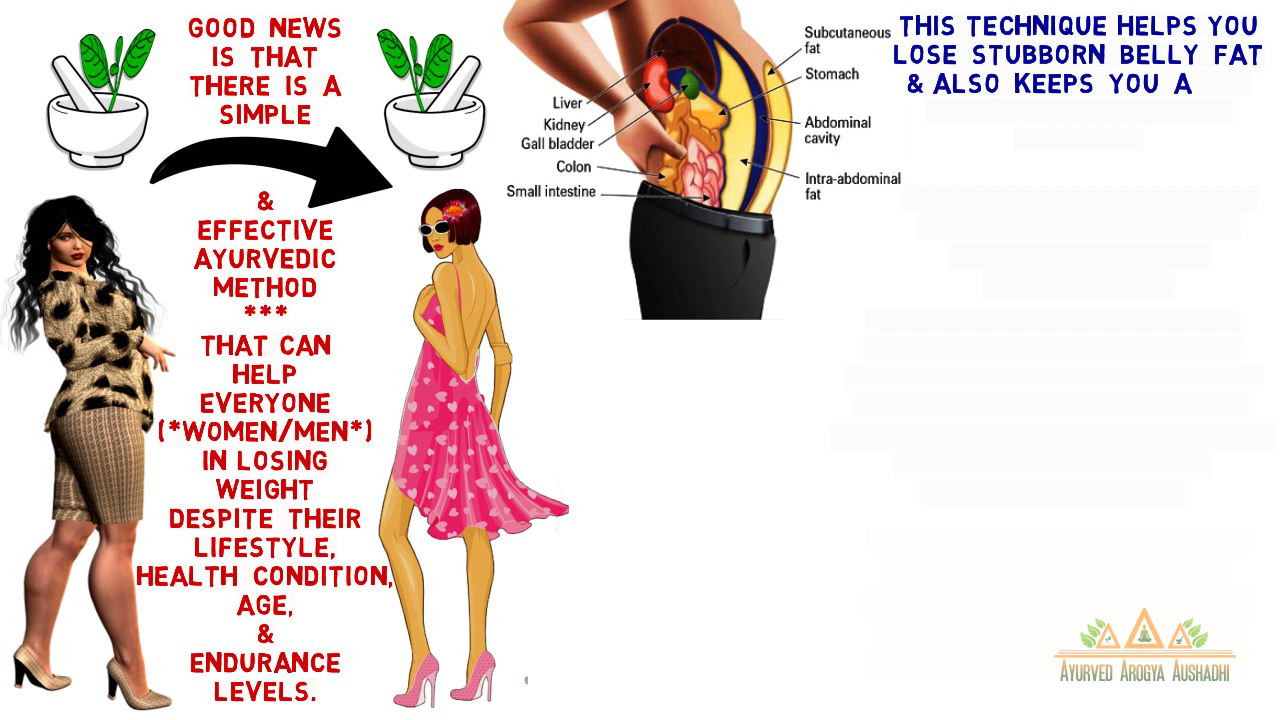 GOOD NEWS
IS THAT
THERE IS A
SIMPLE
&
EFFECTIVE
AYURVEDIC
METHOD
***
THAT CAN
HELP
EVERYONE
(*WOMEN/MEN*)
IN LOSING
WEIGHT
DESPITE THEIR
LIFESTYLE,
HEALTH CONDITION,
AGE,
&
ENDURANCE
LEVELS.
Liver
Kidney
Gall bladder
Colon
Small intestine
Subcutaneous
fat
Stomach
Abdominal
cavity
Intra-abdominal
fat
THIS TECHNIQUE HELPS YOU
LOSE STUBBORN BELLY FAT
& ALSO KEEPS YOU A
AYURVED AROGYA AUSHADHI